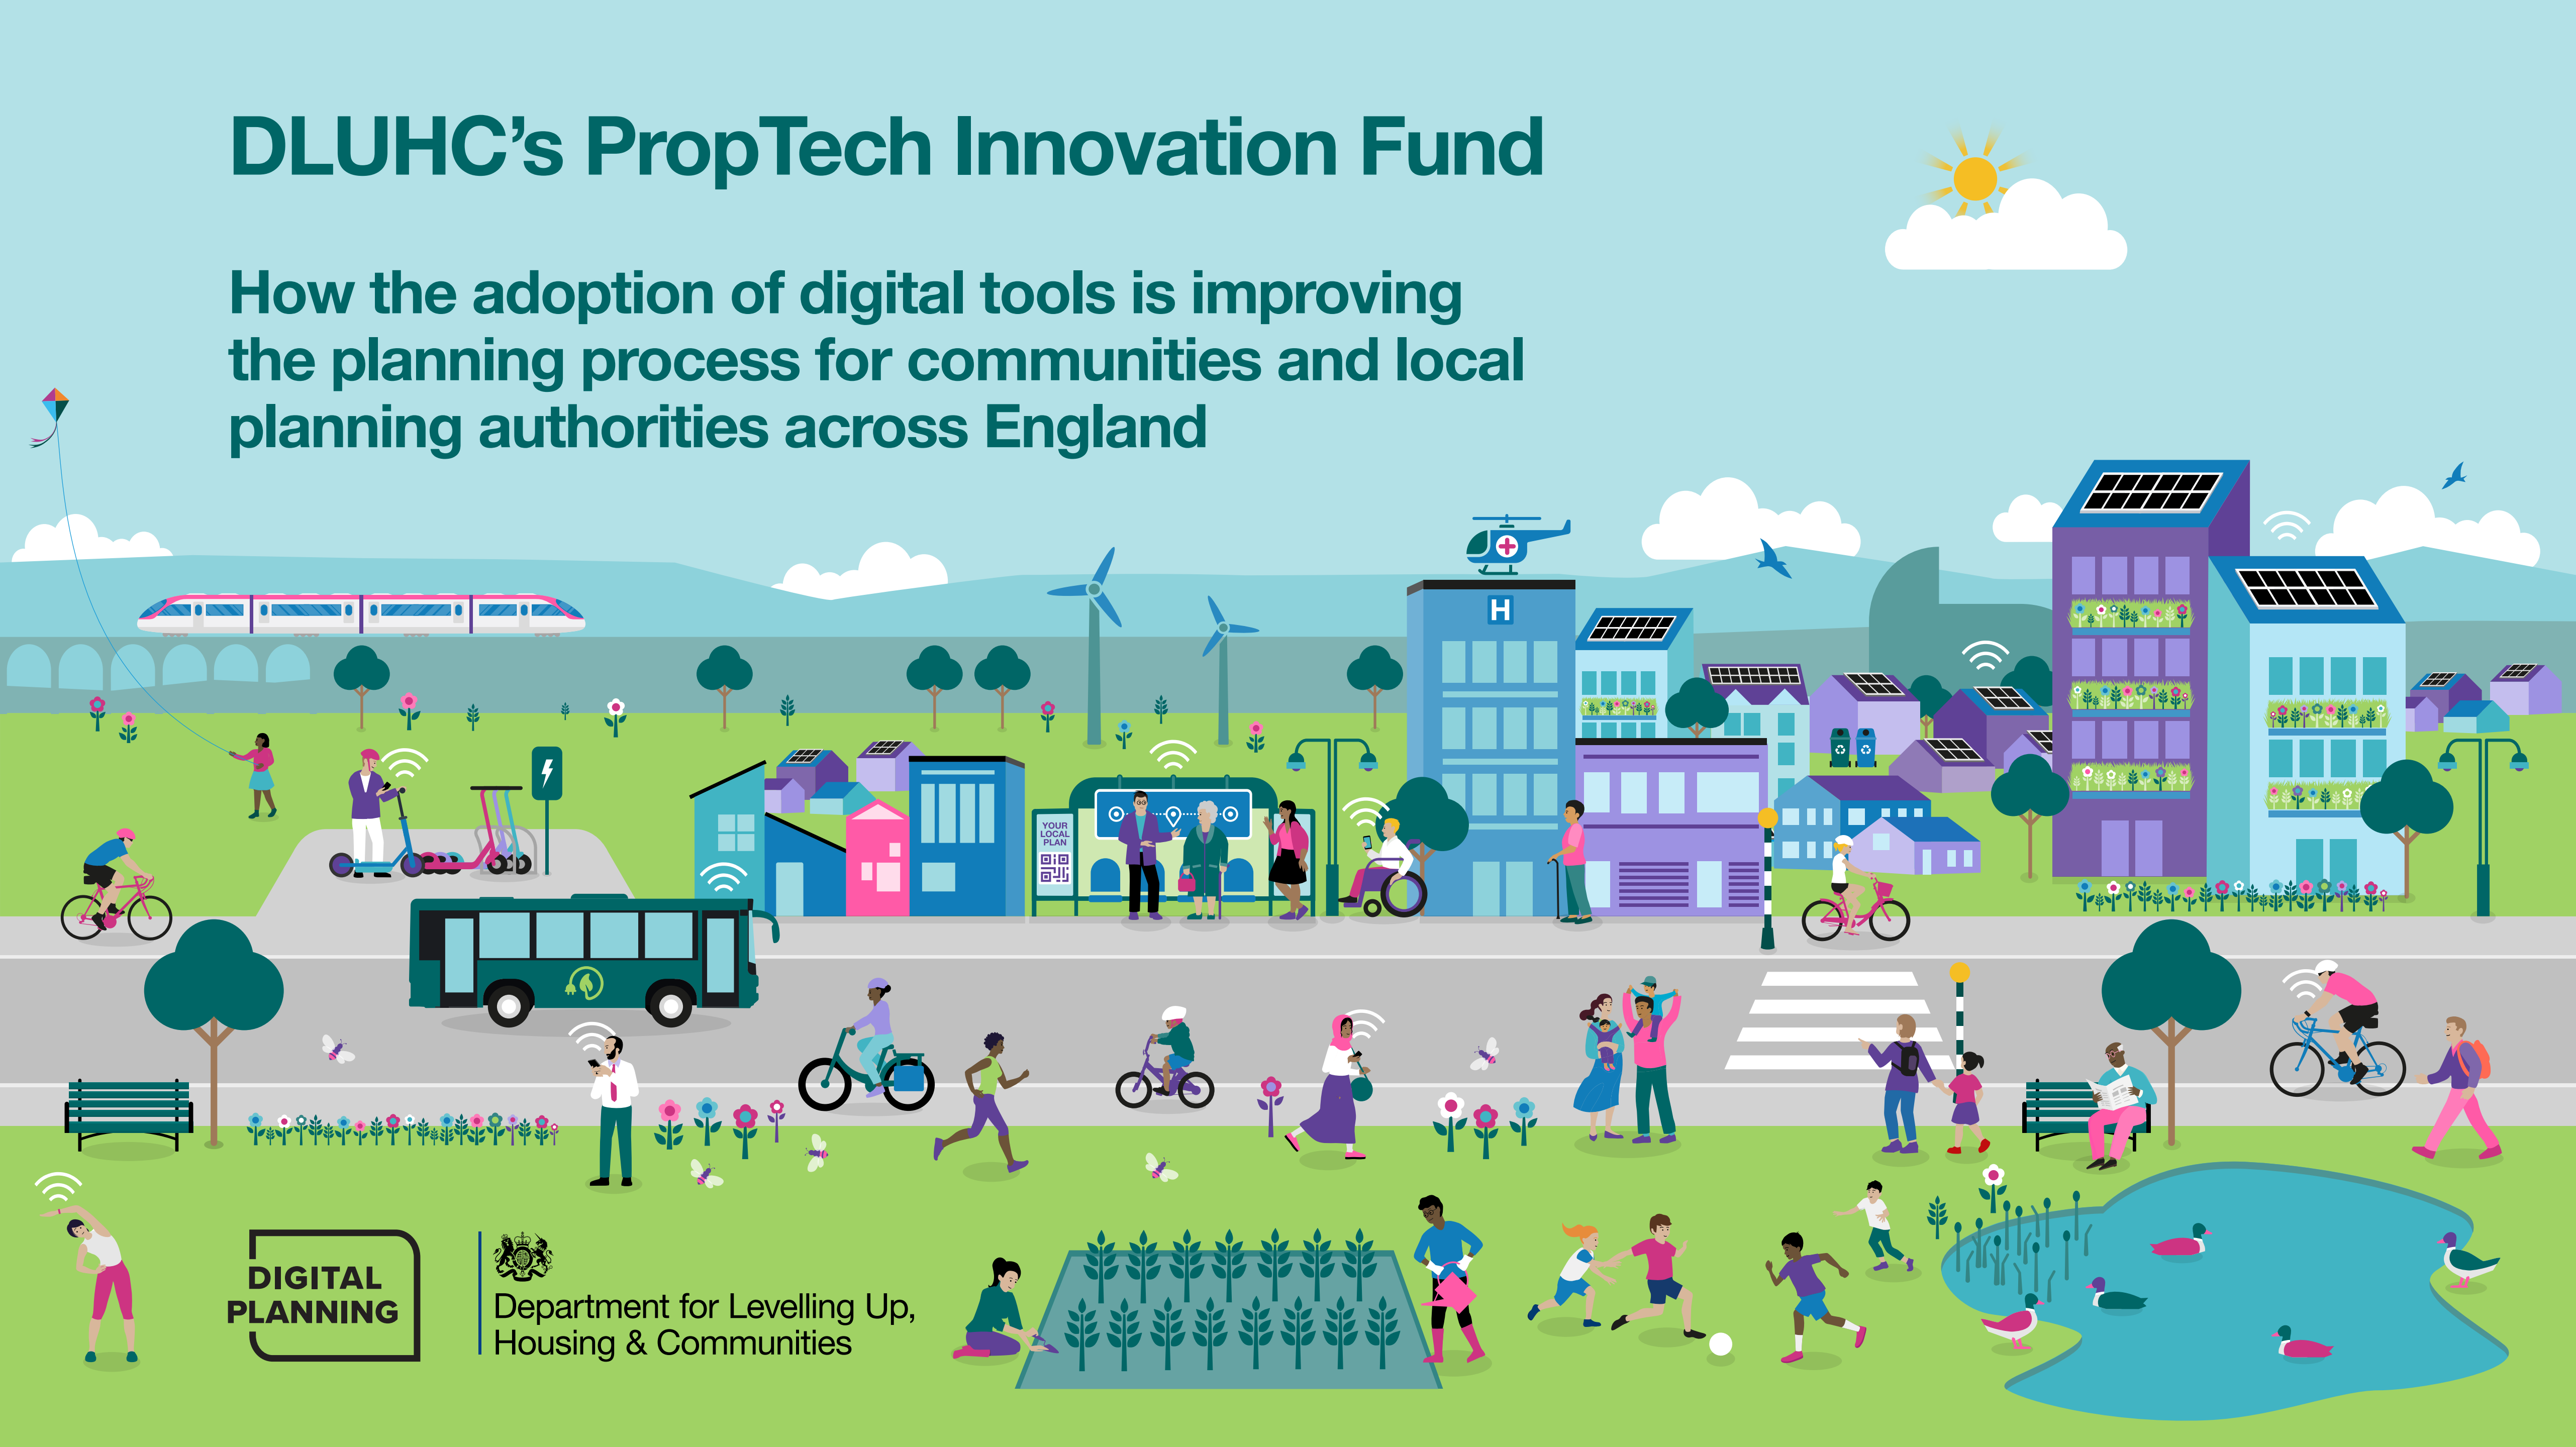 DLUHC’s PropTech Innovation Fund
How the adoption of digital tools is improving
the planning process for communities and local
planning authorities across England
H
YOUR
LOCAL
PLAN
DIGITAL
PLANNING
Department for Levelling Up,
Housing & Communities